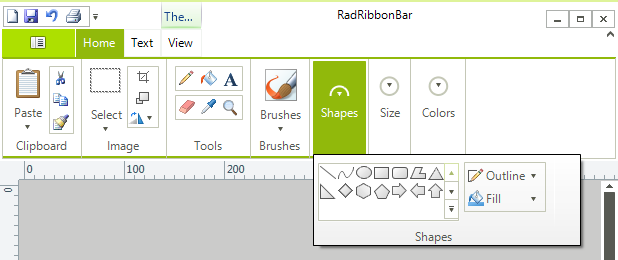 The...
RadRibbonBar
Home Text View
Paste Select Brushes Shapes Size Colors
Clipboard Image Tools Brushes
0 100 200
Outline
Fill
Shapes
0